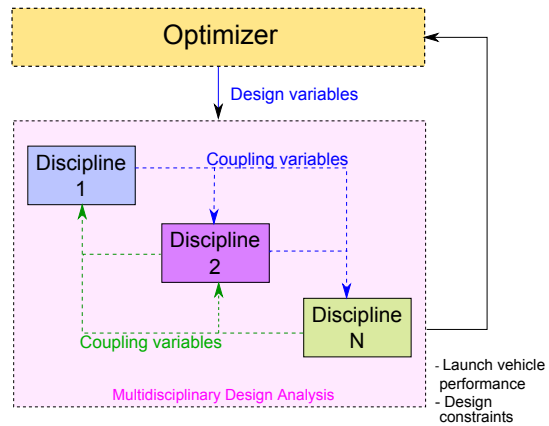 Optimizer
Design variables
Discipline
1
Coupling variables
Discipline
2
Discipline
N
Coupling variables
Multidisciplinary Design Analysis
- Launch vehicle
performance
- Design
constraints